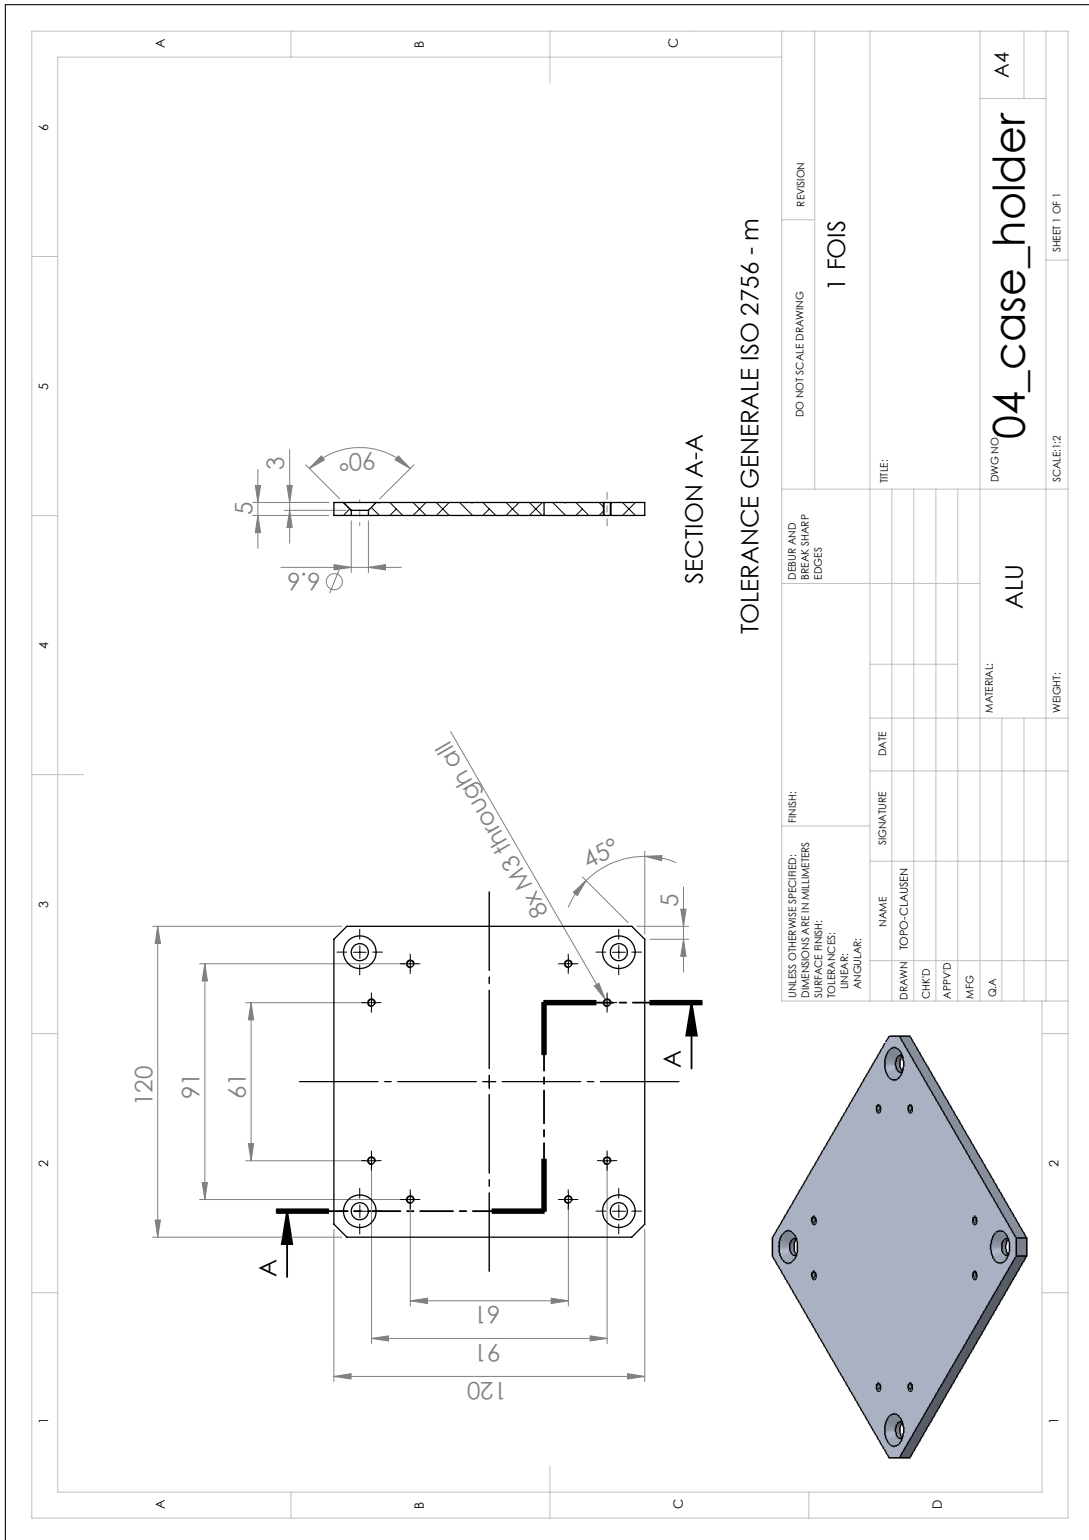 1
2
3
4
5
6
A
B
C
D
A
B
C
1
2
120
91
61
61
91
120
A
A
8x M3 through all
45°
5
5
3
90°
∅ 6.6
SECTION A-A
TOLERANCE GENERALE ISO 2756 - m
UNLESS OTHERWISE SPECIFIED:
DIMENSIONS ARE IN MILLIMETERS
SURFACE FINISH:
TOLERANCES:
LINEAR:
ANGULAR:
FINISH:
DEBUR AND
BREAK SHARP
EDGES
DO NOT SCALE DRAWING
REVISION
1 FOIS
NAME
SIGNATURE
DATE
TITLE:
DRAWN
TOPO-CLAUSEN
CHK'D
APPV'D
MFG
Q.A
MATERIAL:
ALU
DWG NO.
04_case_holder
A4
WEIGHT:
SCALE:1:2
SHEET 1 OF 1